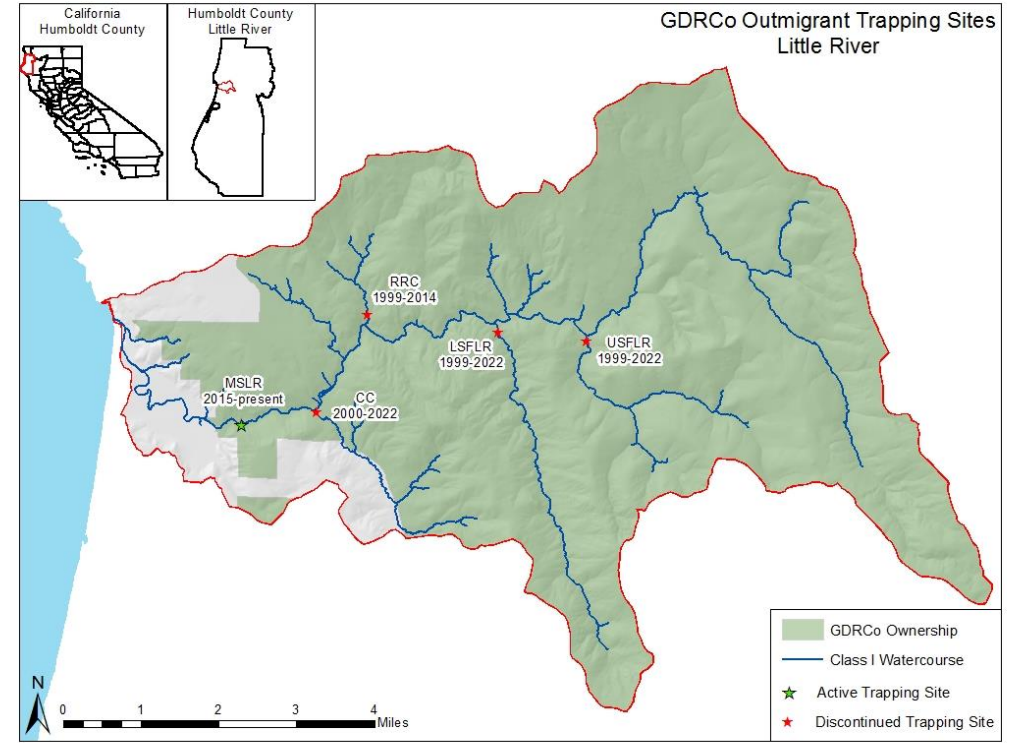 California
Humboldt County
Humboldt County
Little River
GDRCo Outmigrant Trapping Sites
Little River
RRC
1999-2014
LSFLR
1999-2022
USFLR
1999-2022
MSLR
2015-present
CC
2000-2022
GDRCo Ownership
Class I Watercourse
Active Trapping Site
Discontinued Trapping Site
N
0 1 2 3 4
Miles